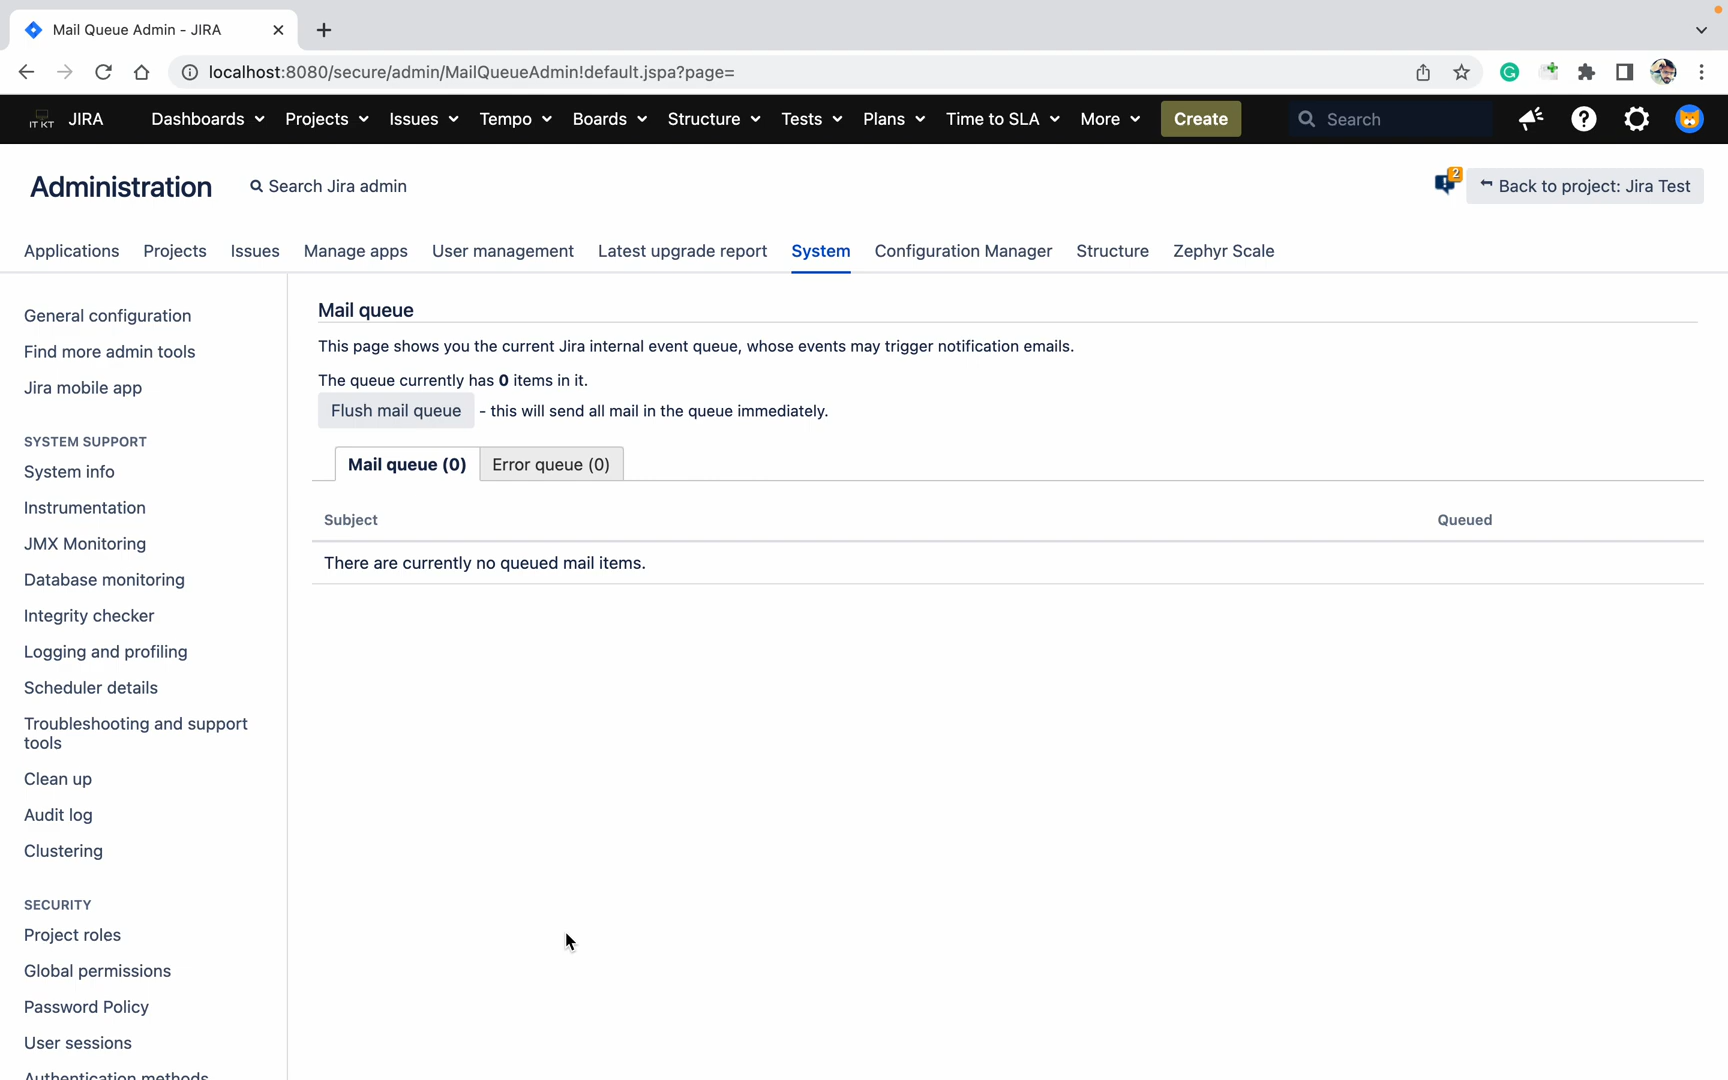 Mail Queue Admin - JIRA
localhost:8080/secure/admin/MailQueueAdmin!default.jspa?page=
IT KT JIRA Dashboards Projects Issues Tempo Boards Structure Tests Plans Time to SLA More Create Search
Administration Search Jira admin 2 Back to project: Jira Test
Applications Projects Issues Manage apps User management Latest upgrade report System Configuration Manager Structure Zephyr Scale
General configuration
Find more admin tools
Jira mobile app
SYSTEM SUPPORT
System info
Instrumentation
JMX Monitoring
Database monitoring
Integrity checker
Logging and profiling
Scheduler details
Troubleshooting and support
tools
Clean up
Audit log
Clustering
SECURITY
Project roles
Global permissions
Password Policy
User sessions
Authentication methods
Mail queue
This page shows you the current Jira internal event queue, whose events may trigger notification emails.
The queue currently has 0 items in it.
Flush mail queue - this will send all mail in the queue immediately.
Mail queue (0) Error queue (0)
Subject Queued
There are currently no queued mail items.